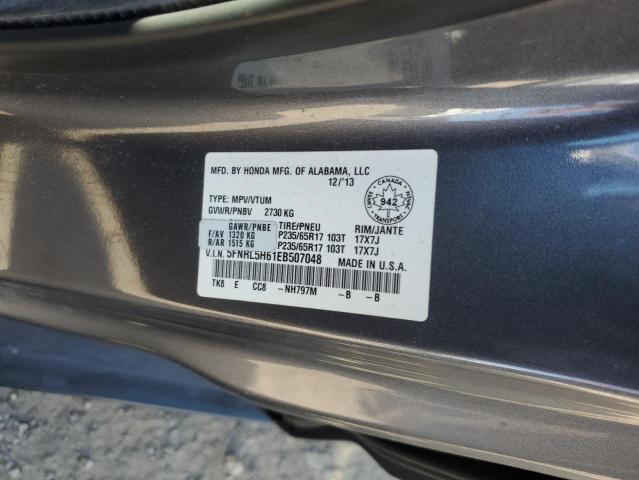 MFD. BY HONDA MFG. OF ALABAMA, LLC
12/'13
TYPE: MPV/VTUM
GVWR/PNBV 2730 KG
GAWR/PNBE TIRE/PNEU RIM/JANTE
F/AV 1320 KG P235/65R17 103T 17X7J
R/AR 1515 KG P235/65R17 103T 17X7J
V.I.N. 5FNRL5H61EB507048 MADE IN U.S.A.
TK8 E CC8 -NH797M -B -B
CANADA
942
TRANSPORT